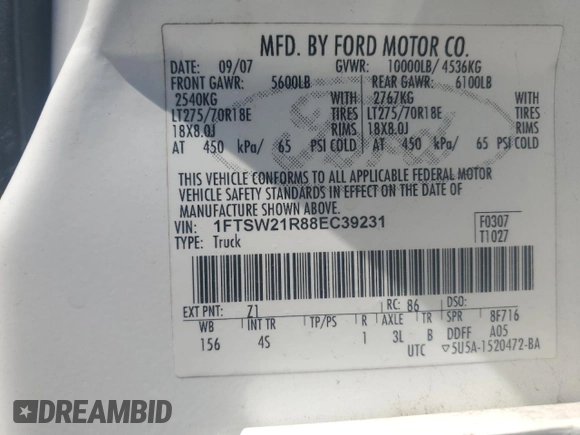 MFD. BY FORD MOTOR CO.
DATE: 09/07 GVWR: 10000LB/ 4536KG
FRONT GAWR: 5600LB REAR GAWR: 6100LB
2540KG WITH 2767KG WITH
LT275/70R18E TIRES LT275/70R18E TIRES
18X8.0J RIMS 18X8.0J RIMS
AT 450 kPa/ 65 PSI COLD AT 450 kPa/ 65 PSI COLD
Ford
THIS VEHICLE CONFORMS TO ALL APPLICABLE FEDERAL MOTOR
VEHICLE SAFETY STANDARDS IN EFFECT ON THE DATE OF
MANUFACTURE SHOWN ABOVE.
VIN: 1FTSW21R88EC39231 F0307
TYPE: Truck T1027
EXT PNT: Z1 RC: 86 DSO:
WB INT TR TP/PS R AXLE TR SPR 8F716
156 4S 1 3L B DDFF A05
UTC ▽5U5A-1520472-BA
DREAMBID